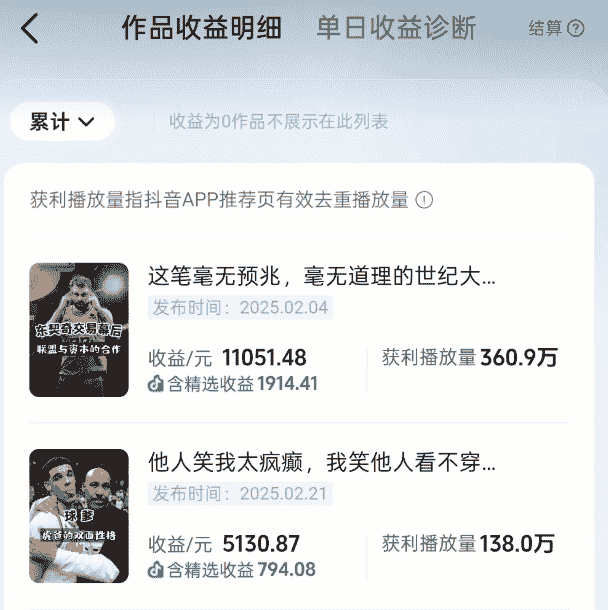 作品收益明细 单日收益诊断 结算
累计 收益为0作品不展示在此列表
获利播放量指抖音APP推荐页有效去重播放量
这笔毫无预兆，毫无道理的世纪大...
发布时间：2025.02.04
东契奇交易幕后
联盟与资本的合作
收益/元 11051.48 获利播放量 360.9万
含精选收益 1914.41
他人笑我太疯癫，我笑他人看不穿...
发布时间：2025.02.21
球爹
虎爸的双面性格
收益/元 5130.87 获利播放量 138.0万
含精选收益 794.08